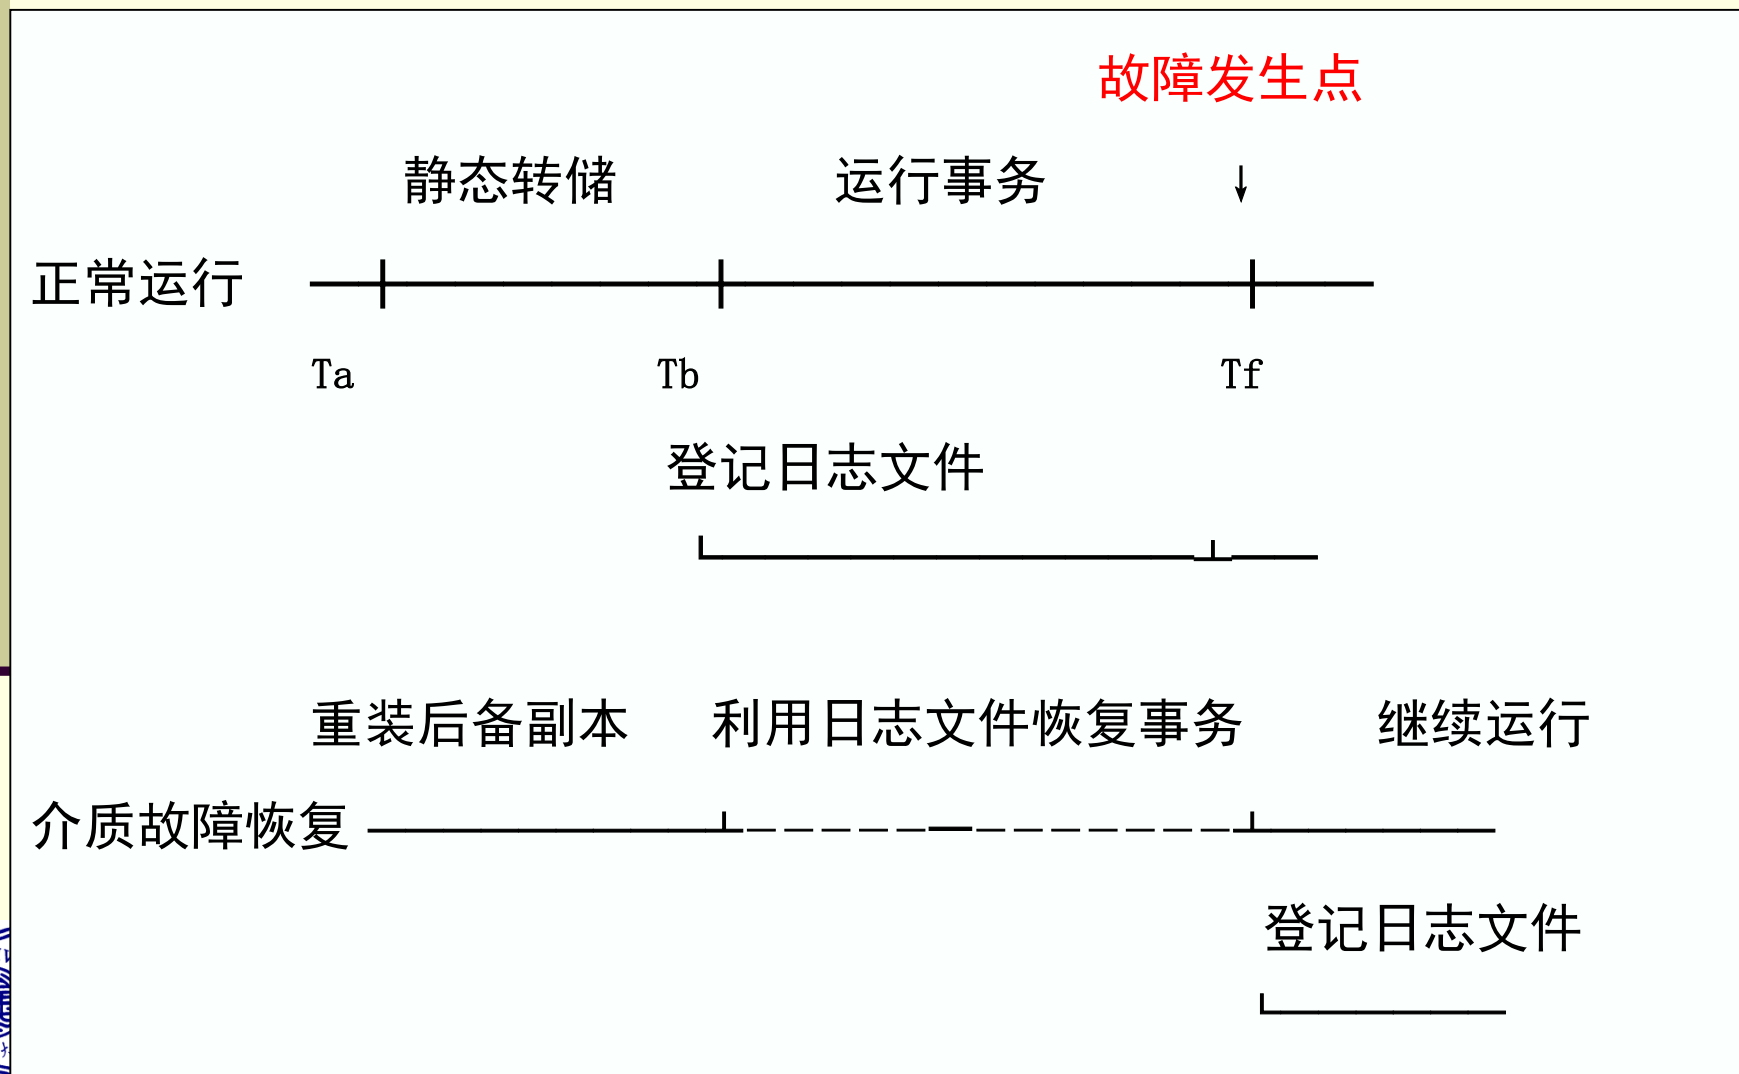 故障发生点
静态转储 运行事务 ↓
正常运行
Ta Tb Tf
登记日志文件
重装后备副本 利用日志文件恢复事务 继续运行
介质故障恢复
登记日志文件